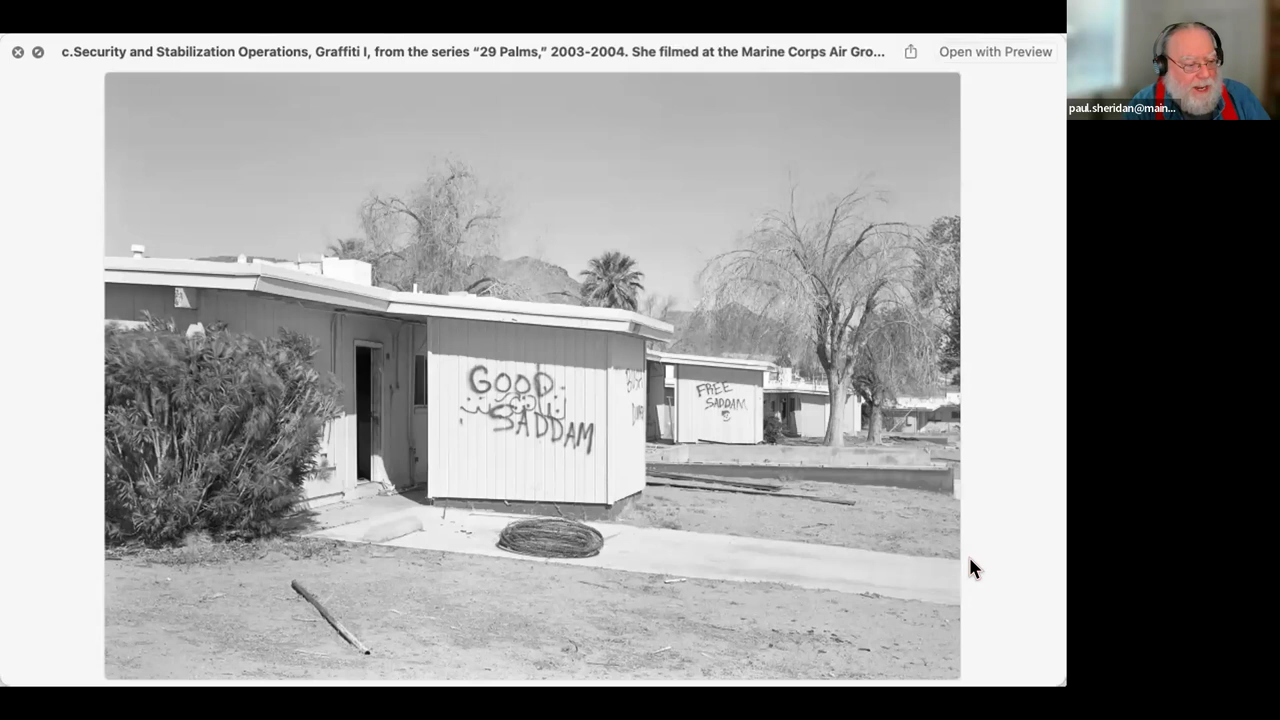 c.Security and Stabilization Operations, Graffiti I, from the series “29 Palms,” 2003-2004. She filmed at the Marine Corps Air Gro...
Open with Preview
paul.sheridan@main...
GOOD
SADDAM
FREE
SADDAM